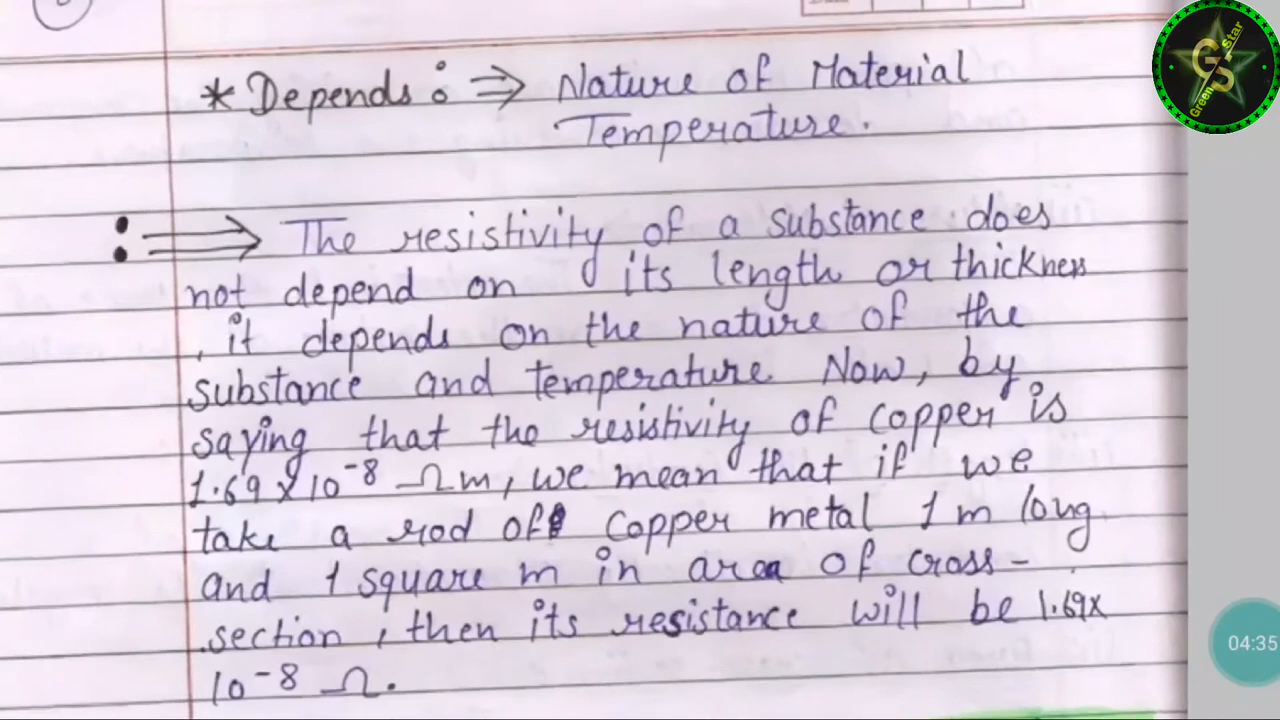 * Depends : ⇒ Nature of Material
Temperature.
: ⇒ The resistivity of a substance does
not depend on its length or thickness
, it depends on the nature of the
substance and temperature. Now, by
saying that the resistivity of copper is
1.69 x 10⁻⁸ Ωm, we mean that if we
take a rod of copper metal 1 m long
and 1 square m in area of cross-
section, then its resistance will be 1.69x
10⁻⁸ Ω.
GS
Green Star
04:35